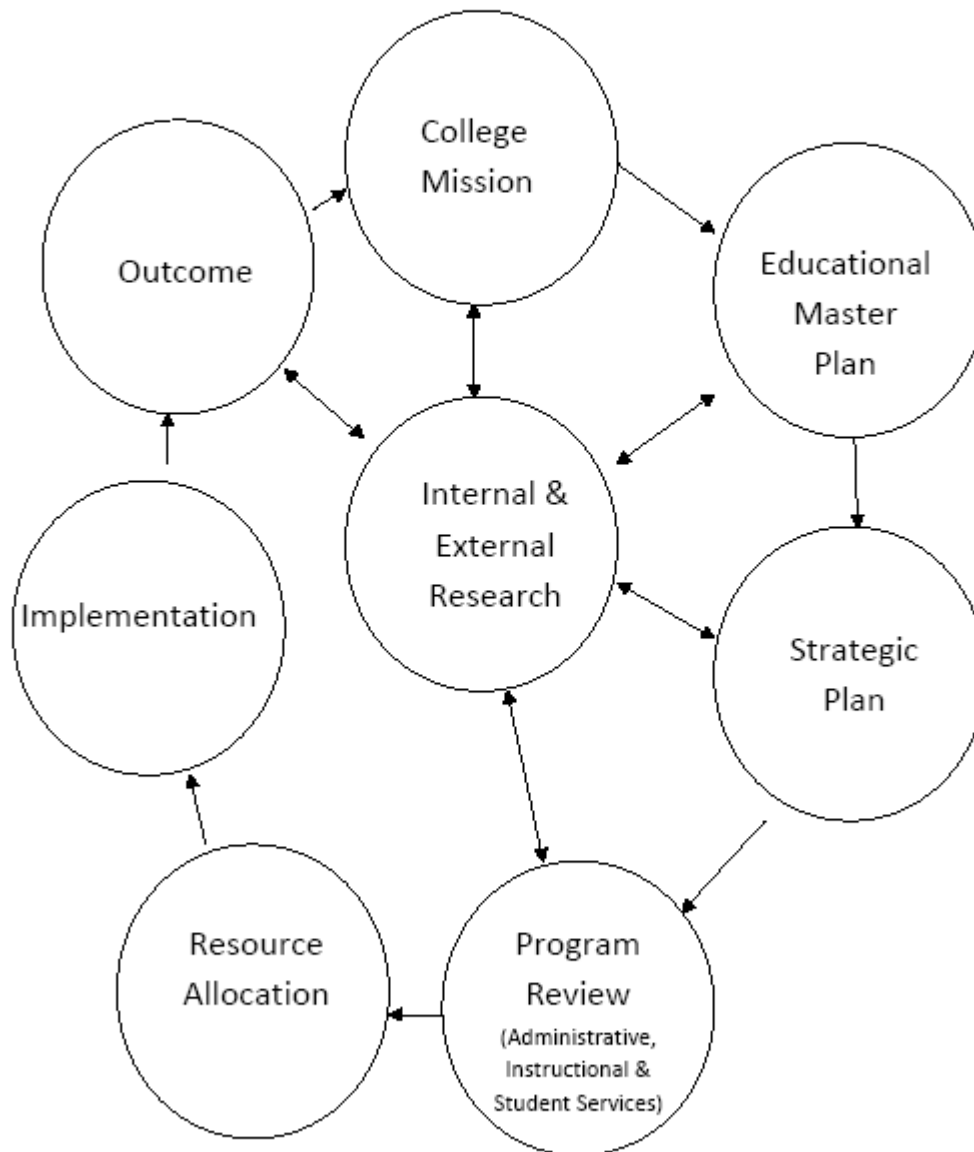 College
Mission
Educational
Master
Plan
Outcome
Internal &
External
Research
Strategic
Plan
Implementation
Program
Review
(Administrative,
Instructional &
Student Services)
Resource
Allocation